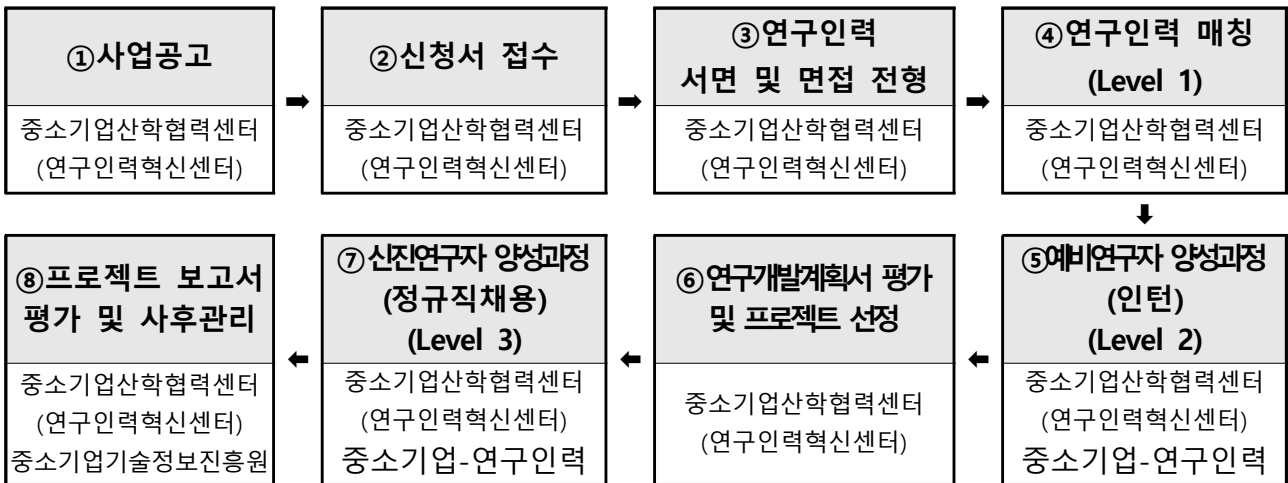 ①사업공고
중소기업산학협력센터
(연구인력혁신센터)
➡
②신청서 접수
중소기업산학협력센터
(연구인력혁신센터)
➡
③연구인력
서면 및 면접 전형
중소기업산학협력센터
(연구인력혁신센터)
➡
④연구인력 매칭
(Level 1)
중소기업산학협력센터
(연구인력혁신센터)
⬇
⑤예비연구자 양성과정
(인턴)
(Level 2)
중소기업산학협력센터
(연구인력혁신센터)
중소기업-연구인력
⬅
⑥연구개발계획서 평가
및 프로젝트 선정
중소기업산학협력센터
(연구인력혁신센터)
⬅
⑦신진연구자 양성과정
(정규직채용)
(Level 3)
중소기업산학협력센터
(연구인력혁신센터)
중소기업-연구인력
⬅
⑧프로젝트 보고서
평가 및 사후관리
중소기업산학협력센터
(연구인력혁신센터)
중소기업기술정보진흥원